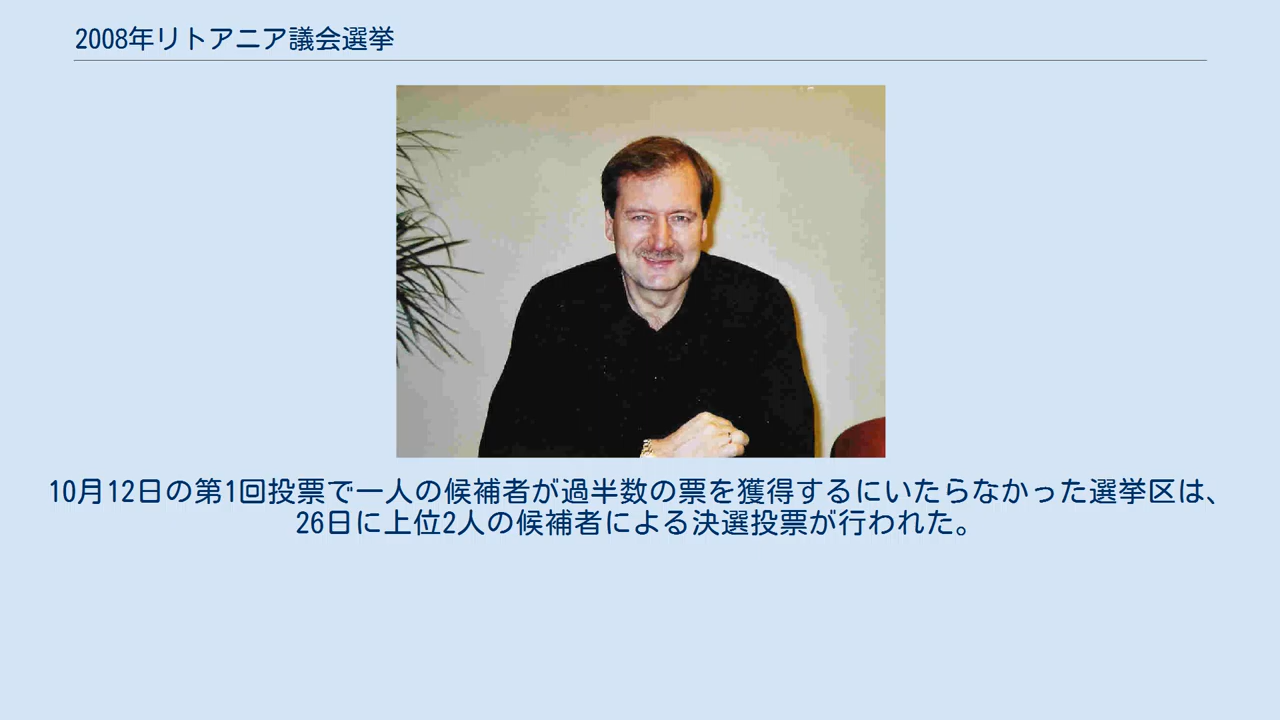 2008年リトアニア議会選挙
10月12日の第1回投票で一人の候補者が過半数の票を獲得するにいたらなかった選挙区は、
26日に上位2人の候補者による決選投票が行われた。